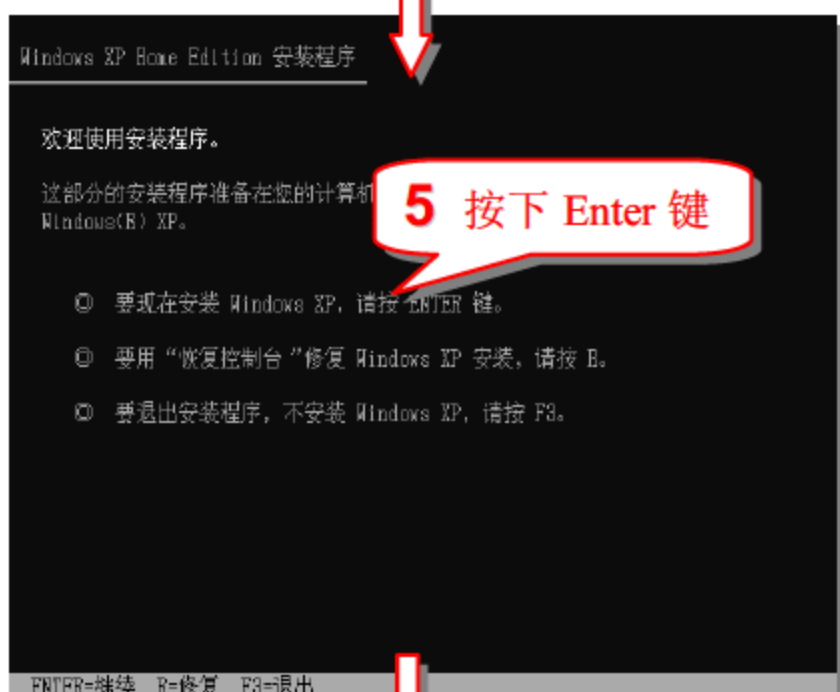 Windows XP Home Edition 安装程序
欢迎使用安装程序。
这部分的安装程序准备在您的计算机
Windows(R) XP。
5 按下 Enter 键
◎ 要现在安装 Windows XP，请按 ENTER 键。
◎ 要用“恢复控制台”修复 Windows XP 安装，请按 R。
◎ 要退出安装程序，不安装 Windows XP，请按 F3。
ENTER=继续 R=修复 F3=退出